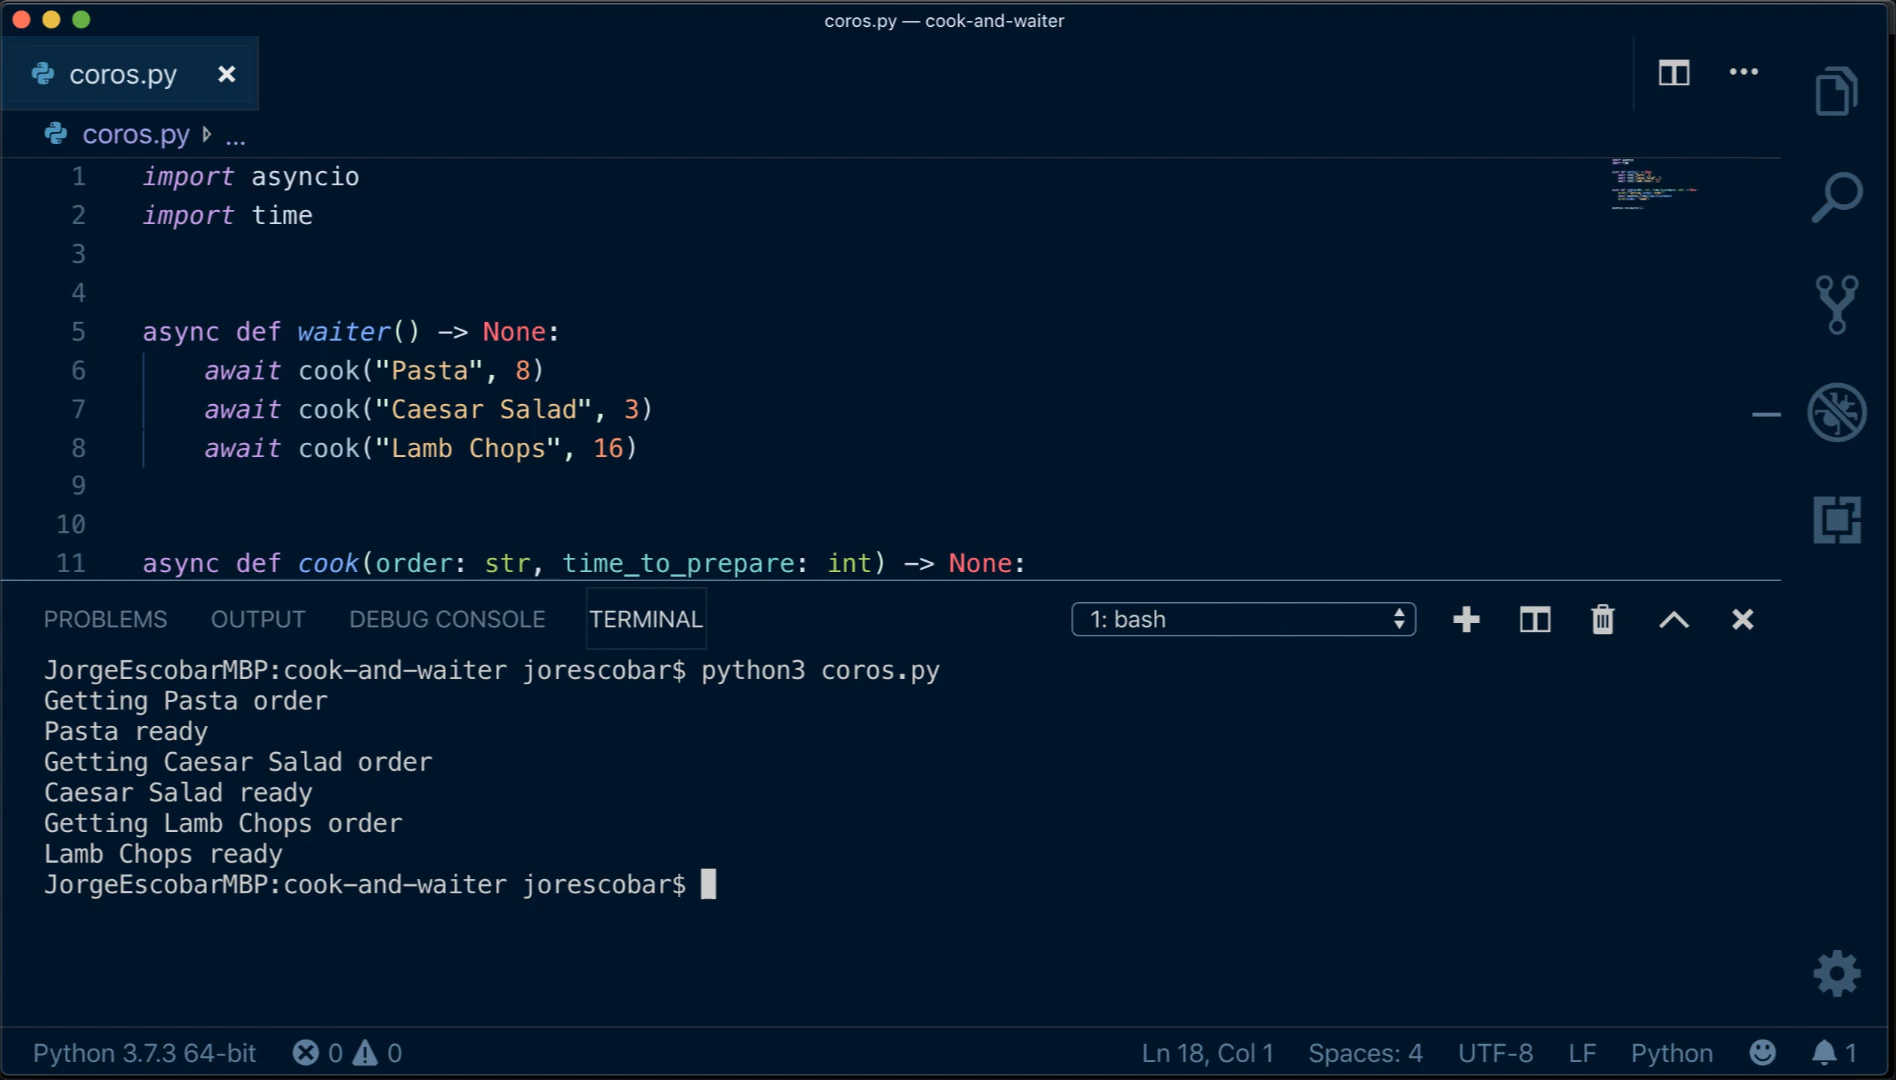 coros.py — cook-and-waiter
coros.py
coros.py ...
1 import asyncio
2 import time
3
4
5 async def waiter() -> None:
6 await cook("Pasta", 8)
7 await cook("Caesar Salad", 3)
8 await cook("Lamb Chops", 16)
9
10
11 async def cook(order: str, time_to_prepare: int) -> None:
PROBLEMS OUTPUT DEBUG CONSOLE TERMINAL 1: bash
JorgeEscobarMBP:cook-and-waiter jorescobar$ python3 coros.py
Getting Pasta order
Pasta ready
Getting Caesar Salad order
Caesar Salad ready
Getting Lamb Chops order
Lamb Chops ready
JorgeEscobarMBP:cook-and-waiter jorescobar$
Python 3.7.3 64-bit 0 0 Ln 18, Col 1 Spaces: 4 UTF-8 LF Python 1